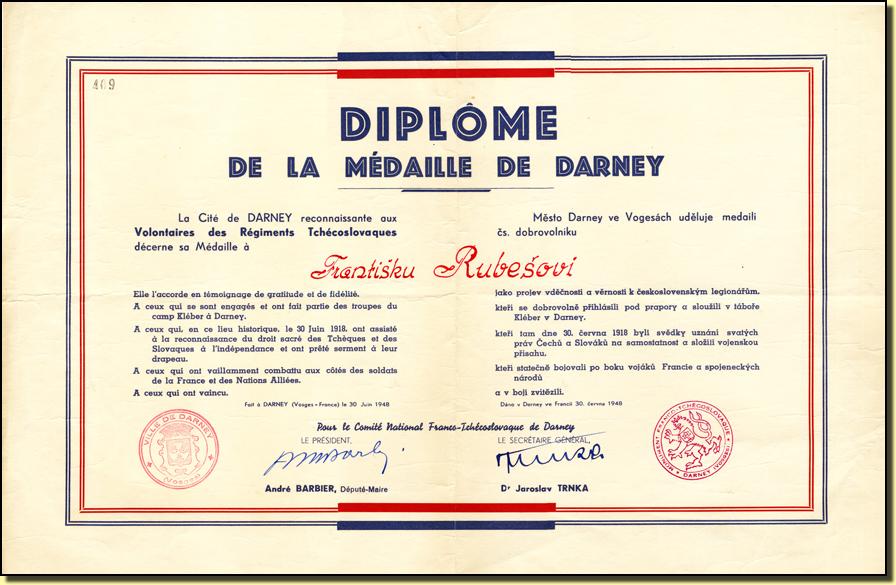 409
DIPLÔME
DE LA MÉDAILLE DE DARNEY
La Cité de DARNEY reconnaissante aux
Volontaires des Régiments Tchécoslovaques
décerne sa Médaille à
Město Darney ve Vogesách uděluje medaili
čs. dobrovolníku
Františku Rubešovi
Elle l'accorde en témoignage de gratitude et de fidélité.
A ceux qui se sont engagés et ont fait partie des troupes du
camp Kléber à Darney.
A ceux qui, en ce lieu historique, le 30 Juin 1918, ont assisté
à la reconnaissance du droit sacré des Tchèques et des
Slovaques à l'indépendance et ont prêté serment à leur
drapeau.
A ceux qui ont vaillamment combattu aux côtés des soldats
de la France et des Nations Alliées.
A ceux qui ont vaincu.
Fait à DARNEY (Vosges - France) le 30 Juin 1948
jako projev vděčnosti a věrnosti k československým legionářům.
kteří se dobrovolně přihlásili pod prapory a sloužili v táboře
Kléber v Darney.
kteří tam dne 30. června 1918 byli svědky uznání svatých
práv Čechů a Slováků na samostatnost a složili vojenskou
přísahu.
kteří statečně bojovali po boku vojáků Francie a spojeneckých
národů
a v boji zvítězili.
Dáno v Darney ve Francii 30. června 1948
Pour le Comité National Franco-Tchécoslovaque de Darney
LE PRÉSIDENT,
LE SECRÉTAIRE GÉNÉRAL,
André BARBIER, Député-Maire
Dr Jaroslav TRNKA
VILLE DE DARNEY
(Vosges)
MONUMENT FRANCO-TCHÉCOSLOVAQUE
DARNEY (VOSGES)